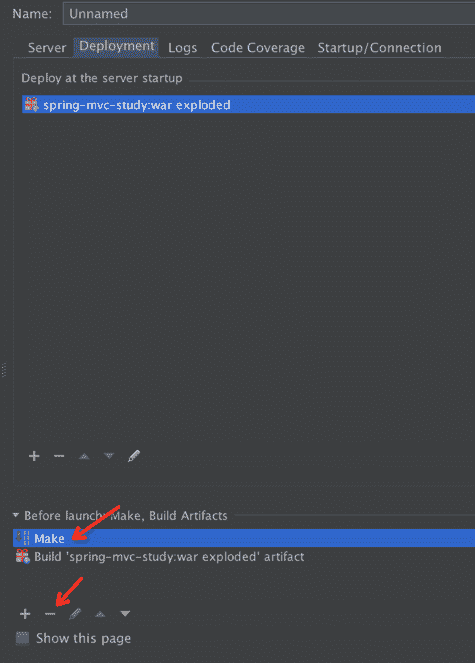 Name: Unnamed
Server Deployment Logs Code Coverage Startup/Connection
Deploy at the server startup
spring-mvc-study:war exploded
Before launch: Make, Build Artifacts
Make
Build 'spring-mvc-study:war exploded' artifact
Show this page